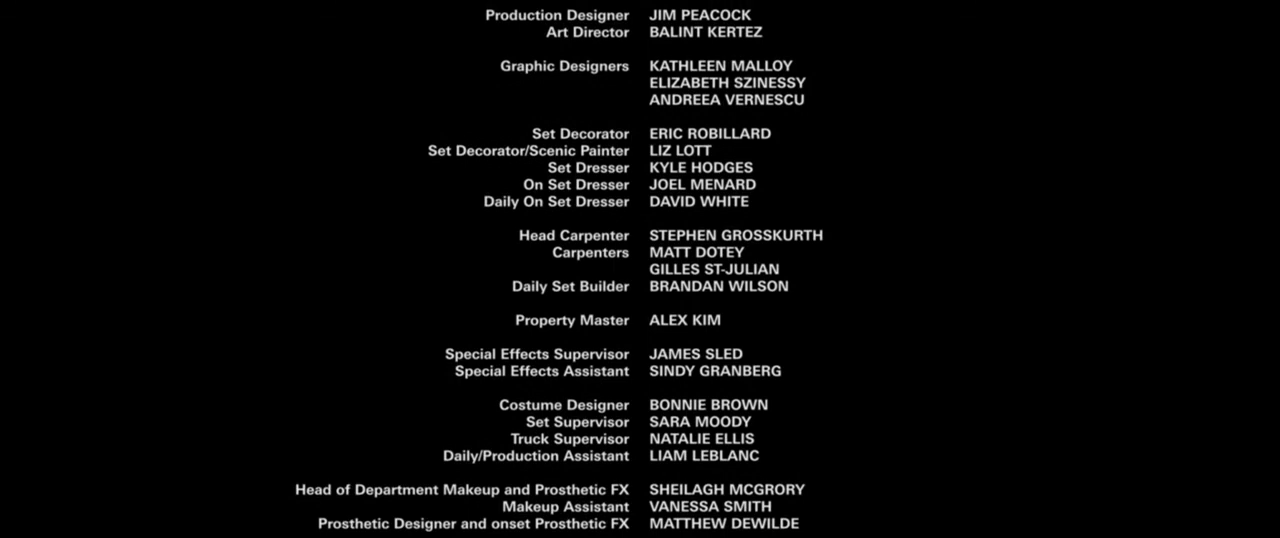 Production Designer JIM PEACOCK
Art Director BALINT KERTEZ
Graphic Designers KATHLEEN MALLOY
ELIZABETH SZINESSY
ANDREEA VERNESCU
Set Decorator ERIC ROBILLARD
Set Decorator/Scenic Painter LIZ LOTT
Set Dresser KYLE HODGES
On Set Dresser JOEL MENARD
Daily On Set Dresser DAVID WHITE
Head Carpenter STEPHEN GROSSKURTH
Carpenters MATT DOTEY
GILLES ST-JULIAN
Daily Set Builder BRANDAN WILSON
Property Master ALEX KIM
Special Effects Supervisor JAMES SLED
Special Effects Assistant SINDY GRANBERG
Costume Designer BONNIE BROWN
Set Supervisor SARA MOODY
Truck Supervisor NATALIE ELLIS
Daily/Production Assistant LIAM LEBLANC
Head of Department Makeup and Prosthetic FX SHEILAGH MCGRORY
Makeup Assistant VANESSA SMITH
Prosthetic Designer and onset Prosthetic FX MATTHEW DEWILDE